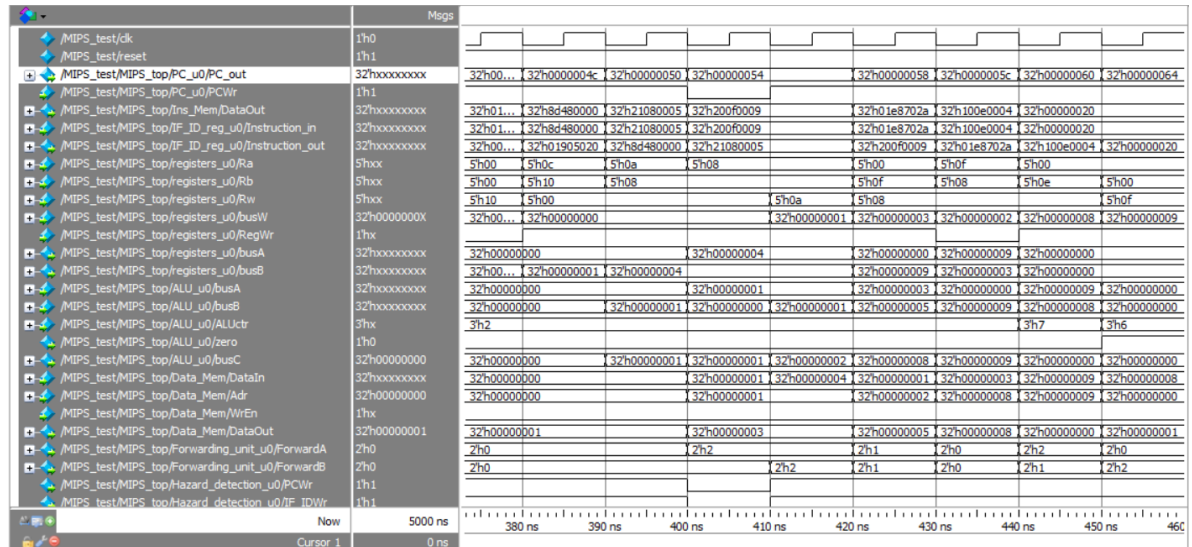 Msgs
/MIPS_test/clk 1'h0
/MIPS_test/reset 1'h1
/MIPS_test/MIPS_top/PC_u0/PC_out 32'hxxxxxxxx 32'h00... 32'h0000004c 32'h00000050 32'h00000054 32'h00000058 32'h0000005c 32'h00000060 32'h00000064
/MIPS_test/MIPS_top/PC_u0/PCWr 1'h1
/MIPS_test/MIPS_top/Ins_Mem/DataOut 32'hxxxxxxxx 32'h01... 32'h8d480000 32'h21080005 32'h200f0009 32'h01e8702a 32'h100e0004 32'h00000020
/MIPS_test/MIPS_top/IF_ID_reg_u0/Instruction_in 32'hxxxxxxxx 32'h01... 32'h8d480000 32'h21080005 32'h200f0009 32'h01e8702a 32'h100e0004 32'h00000020
/MIPS_test/MIPS_top/IF_ID_reg_u0/Instruction_out 32'hxxxxxxxx 32'h00... 32'h01905020 32'h8d480000 32'h21080005 32'h200f0009 32'h01e8702a 32'h100e0004 32'h00000020
/MIPS_test/MIPS_top/registers_u0/Ra 5'hxx 5'h00 5'h0c 5'h0a 5'h08 5'h00 5'h0f 5'h00
/MIPS_test/MIPS_top/registers_u0/Rb 5'hxx 5'h00 5'h10 5'h08 5'h0f 5'h08 5'h0e 5'h00
/MIPS_test/MIPS_top/registers_u0/Rw 5'hxx 5'h10 5'h00 5'h0a 5'h08 5'h0f
/MIPS_test/MIPS_top/registers_u0/busW 32'h0000000X 32'h00... 32'h00000000 32'h00000001 32'h00000003 32'h00000002 32'h00000008 32'h00000009
/MIPS_test/MIPS_top/registers_u0/RegWr 1'hx
/MIPS_test/MIPS_top/registers_u0/busA 32'hxxxxxxxx 32'h00000000 32'h00000004 32'h00000000 32'h00000009 32'h00000000
/MIPS_test/MIPS_top/registers_u0/busB 32'hxxxxxxxx 32'h00... 32'h00000001 32'h00000004 32'h00000009 32'h00000003 32'h00000000
/MIPS_test/MIPS_top/ALU_u0/busA 32'hxxxxxxxx 32'h00000000 32'h00000001 32'h00000003 32'h00000000 32'h00000009 32'h00000000
/MIPS_test/MIPS_top/ALU_u0/busB 32'hxxxxxxxx 32'h00000000 32'h00000001 32'h00000000 32'h00000001 32'h00000005 32'h00000009 32'h00000008 32'h00000000
/MIPS_test/MIPS_top/ALU_u0/ALUctr 3'hx 3'h2 3'h7 3'h6
/MIPS_test/MIPS_top/ALU_u0/zero 1'h0
/MIPS_test/MIPS_top/ALU_u0/busC 32'h00000000 32'h00000000 32'h00000001 32'h00000001 32'h00000002 32'h00000008 32'h00000009 32'h00000000 32'h00000000
/MIPS_test/MIPS_top/Data_Mem/DataIn 32'hxxxxxxxx 32'h00000000 32'h00000001 32'h00000004 32'h00000001 32'h00000003 32'h00000009 32'h00000008
/MIPS_test/MIPS_top/Data_Mem/Adr 32'h00000000 32'h00000000 32'h00000001 32'h00000002 32'h00000008 32'h00000009 32'h00000000
/MIPS_test/MIPS_top/Data_Mem/WrEn 1'hx
/MIPS_test/MIPS_top/Data_Mem/DataOut 32'h00000001 32'h00000001 32'h00000003 32'h00000005 32'h00000008 32'h00000000 32'h00000001
/MIPS_test/MIPS_top/Forwarding_unit_u0/ForwardA 2'h0 2'h0 2'h2 2'h1 2'h0 2'h2 2'h0
/MIPS_test/MIPS_top/Forwarding_unit_u0/ForwardB 2'h0 2'h0 2'h2 2'h1 2'h0 2'h1 2'h2
/MIPS_test/MIPS_top/Hazard_detection_u0/PCWr 1'h1
/MIPS_test/MIPS_top/Hazard_detection_u0/IF_IDWr 1'h1
Now 5000 ns 380 ns 390 ns 400 ns 410 ns 420 ns 430 ns 440 ns 450 ns 460
Cursor 1 0 ns